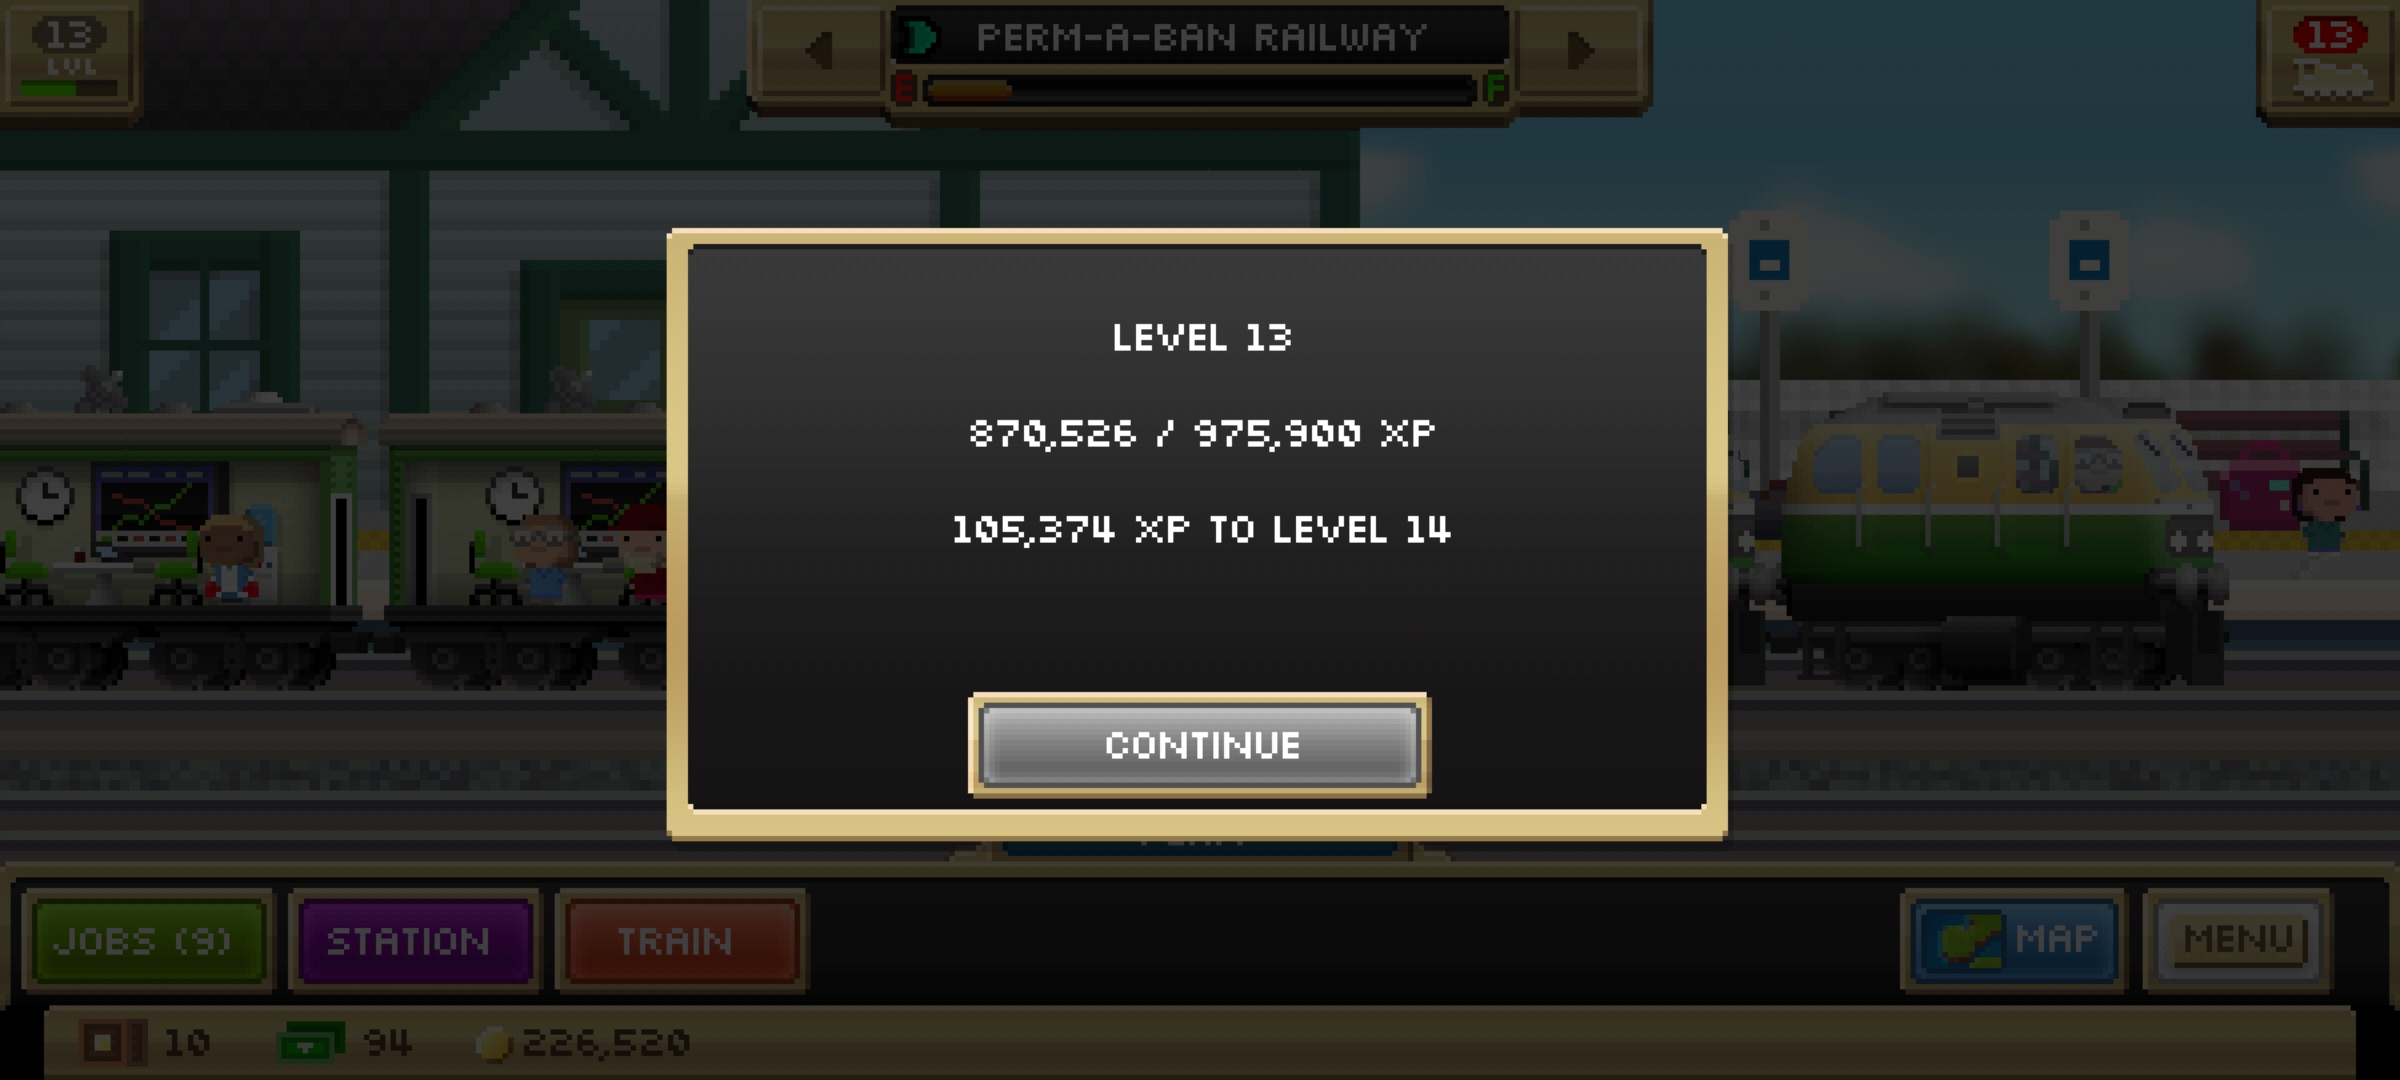 13
LVL
PERM-A-BAN RAILWAY
E
F
13
LEVEL 13
870,526 / 975,900 XP
105,374 XP TO LEVEL 14
CONTINUE
JOBS (9)
STATION
TRAIN
MAP
MENU
10
94
226,520